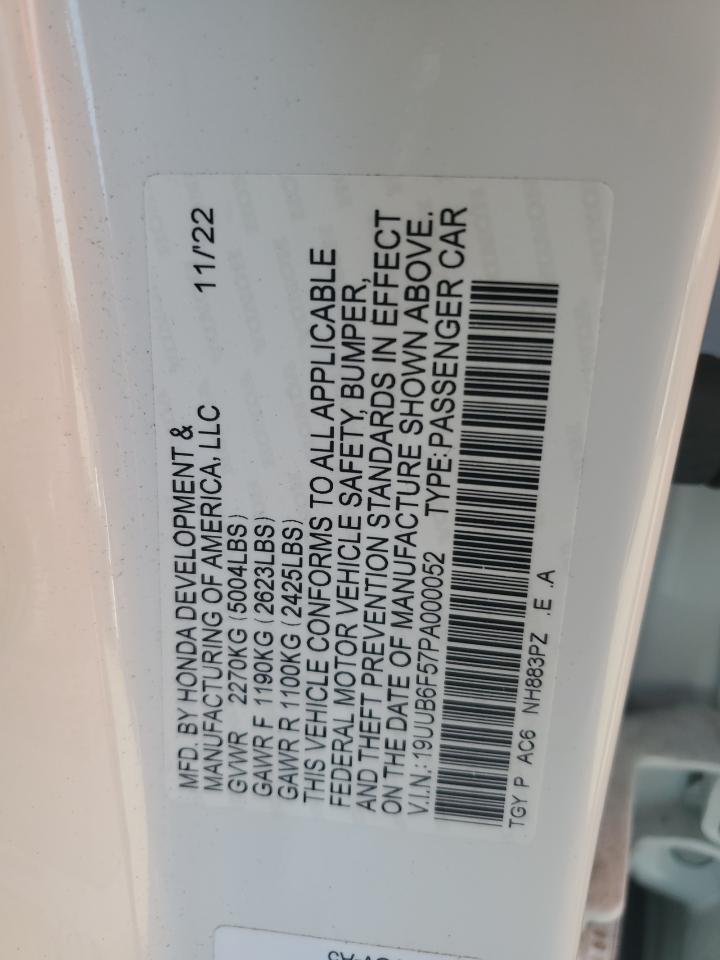 MFD. BY HONDA DEVELOPMENT &
MANUFACTURING OF AMERICA, LLC 11/'22
GVWR 2270KG (5004LBS)
GAWR F 1190KG (2623LBS)
GAWR R 1100KG (2425LBS)
THIS VEHICLE CONFORMS TO ALL APPLICABLE
FEDERAL MOTOR VEHICLE SAFETY, BUMPER,
AND THEFT PREVENTION STANDARDS IN EFFECT
ON THE DATE OF MANUFACTURE SHOWN ABOVE.
V.I.N.: 19UUB6F57PA000052 TYPE: PASSENGER CAR
TGY P AC6 NH883PZ .E .A